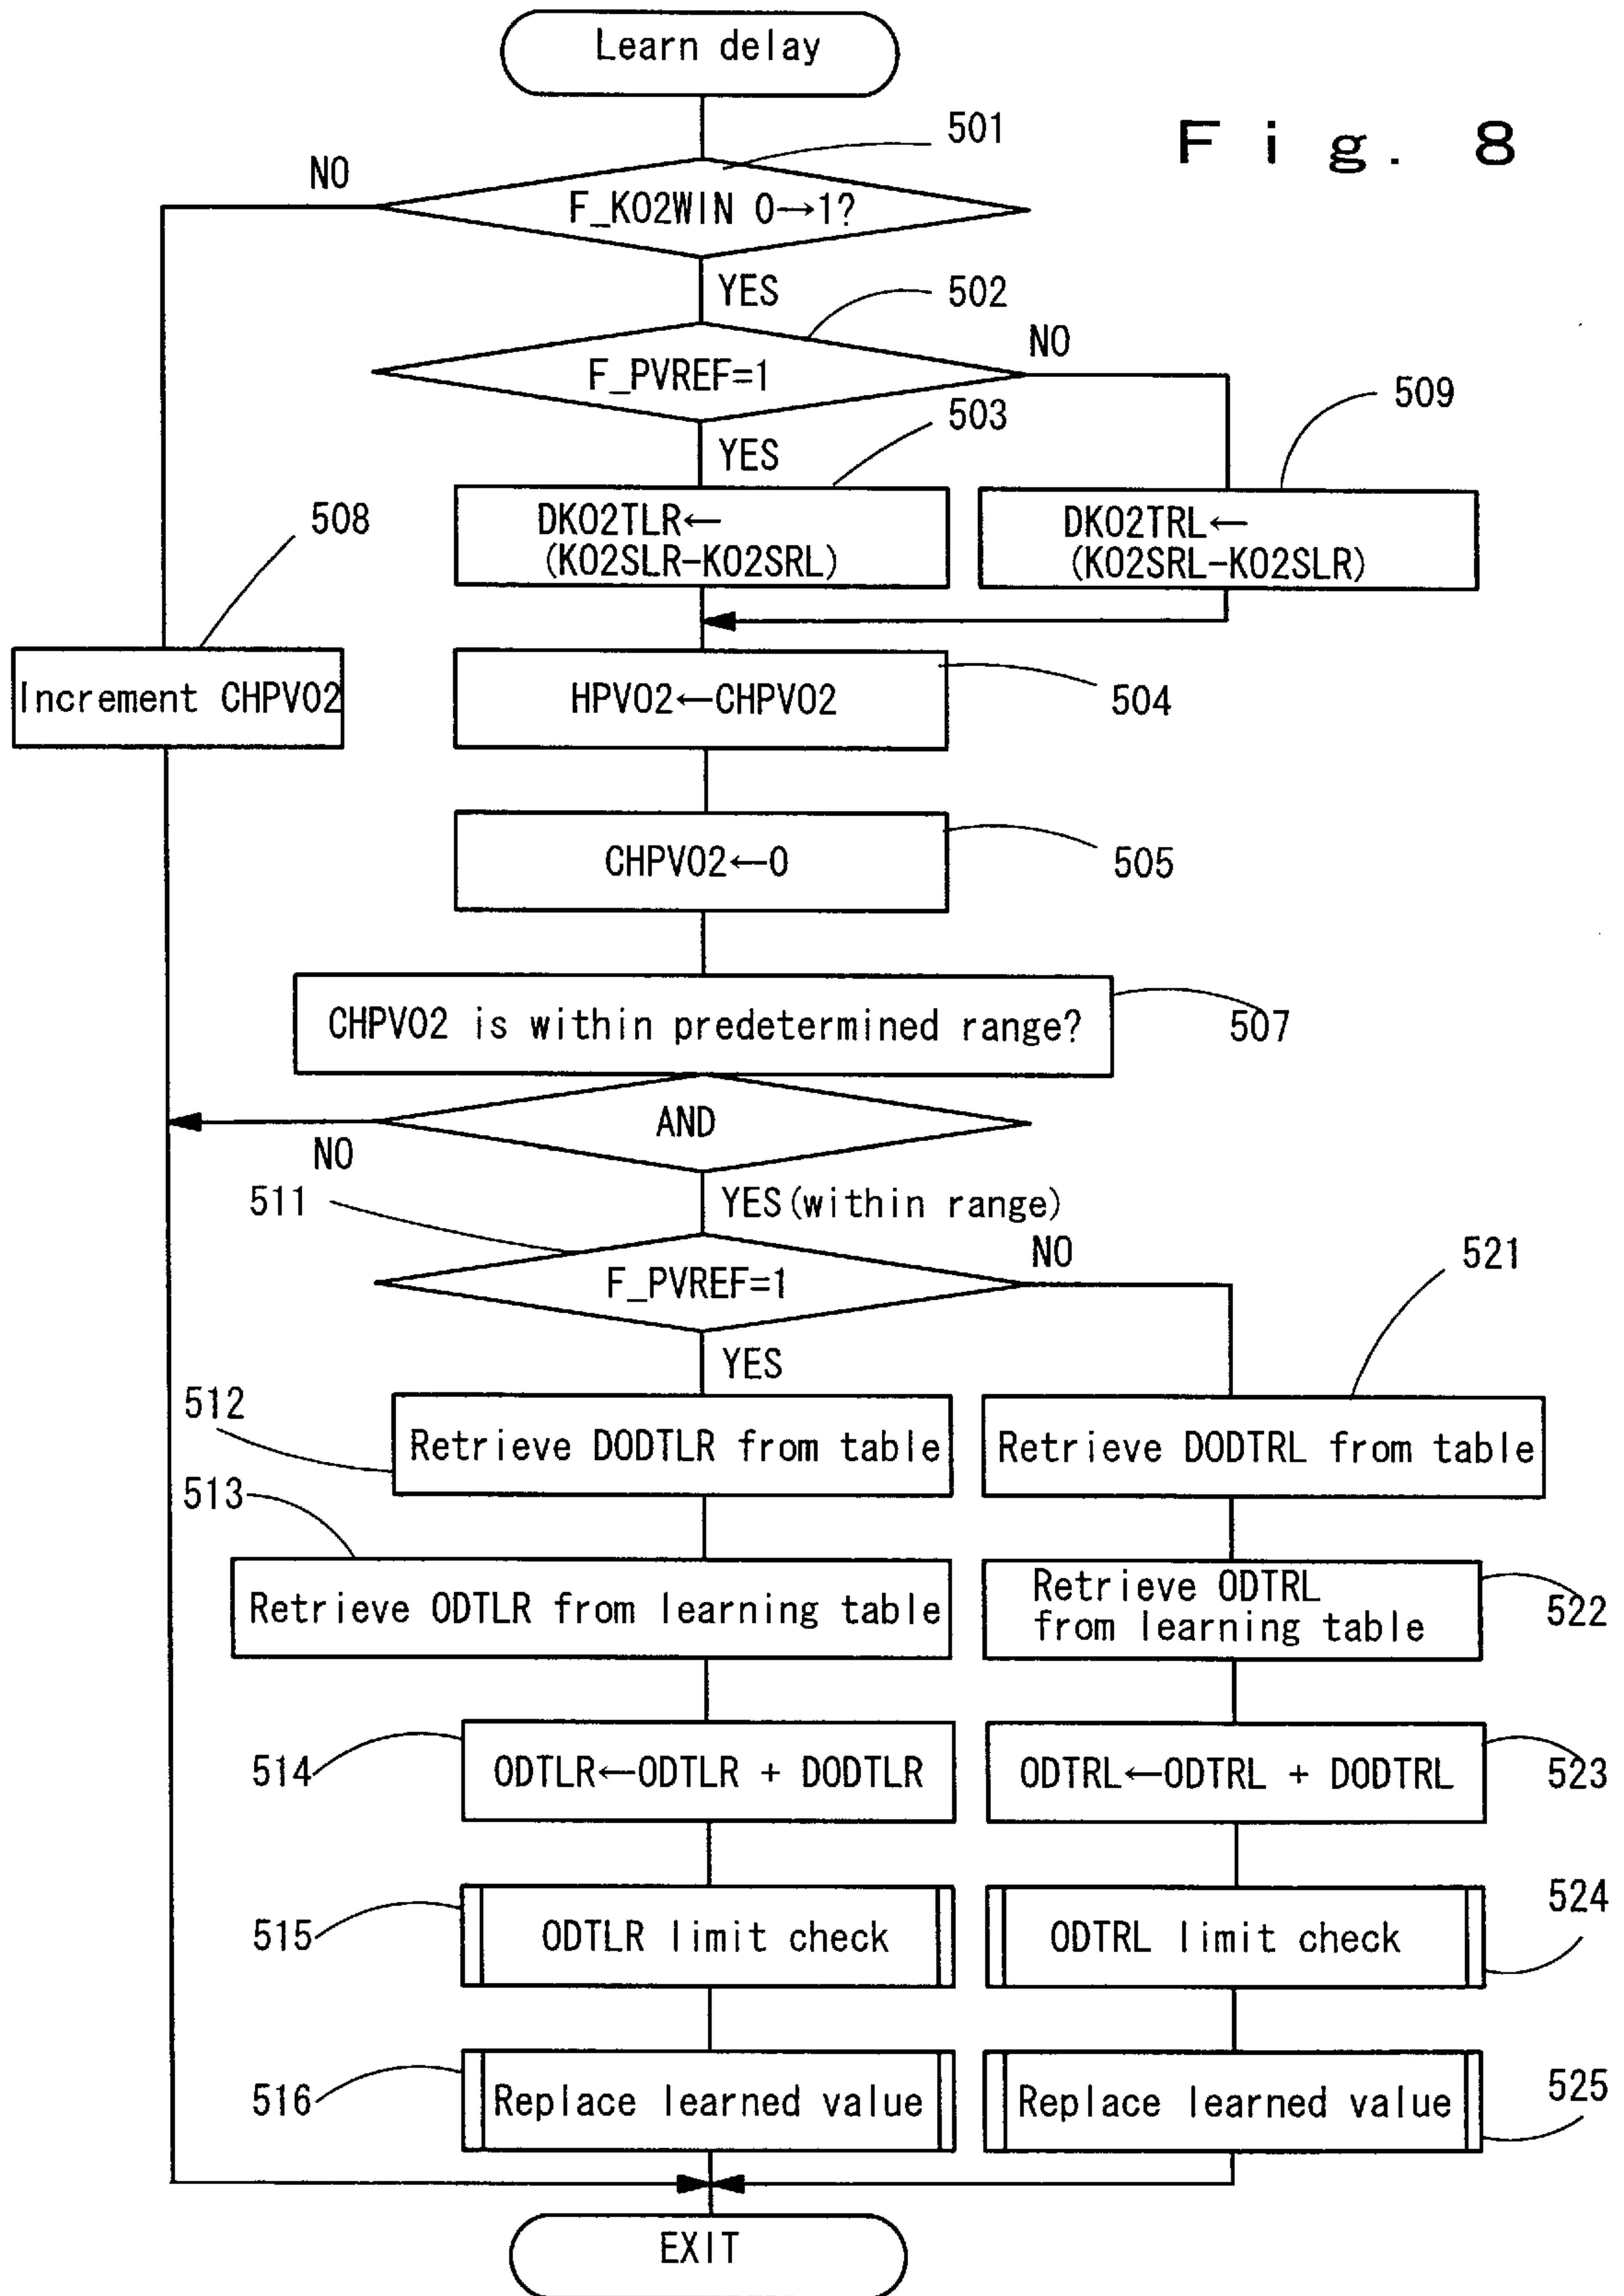 Learn delay
Fig. 8
501
NO
F_KO2WIN 0→1?
YES
502
NO
F_PVREF=1
YES
503
509
DKO2TLR←
(KO2SLR-KO2SRL)
DKO2TRL←
(KO2SRL-KO2SLR)
508
Increment CHPVO2
HPVO2←CHPVO2
504
CHPVO2←0
505
CHPVO2 is within predetermined range?
507
AND
NO
YES(within range)
511
NO
521
F_PVREF=1
YES
512
Retrieve DODTLR from table
Retrieve DODTRL from table
513
Retrieve ODTLR from learning table
Retrieve ODTRL
from learning table
522
514
ODTLR←ODTLR + DODTLR
ODTRL←ODTRL + DODTRL
523
515
ODTLR limit check
ODTRL limit check
524
516
Replace learned value
Replace learned value
525
EXIT